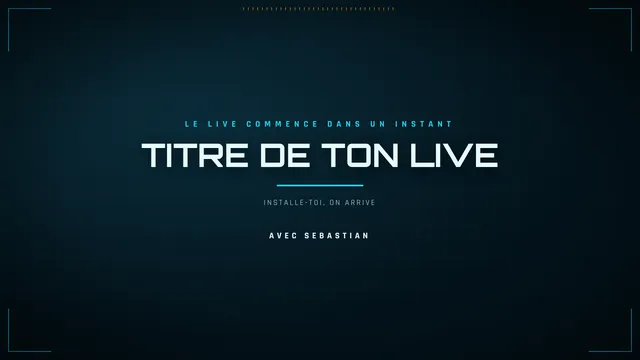 LE LIVE COMMENCE DANS UN INSTANT
TITRE DE TON LIVE
INSTALLE-TOI, ON ARRIVE
AVEC SEBASTIAN